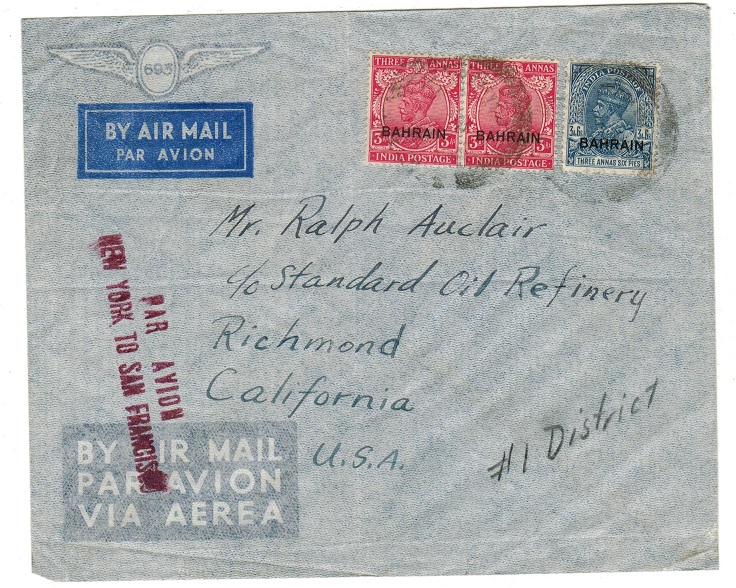 693
BY AIR MAIL
PAR AVION
THREE ANNAS
BAHRAIN
INDIA POSTAGE
THREE ANNAS
BAHRAIN
INDIA POSTAGE
INDIA POSTAGE
BAHRAIN
THREE ANNAS SIX PIES
Mr. Ralph Auclair
c/o Standard Oil Refinery
Richmond
California
U.S.A.
#1 District
PAR AVION
NEW YORK TO SAN FRANCISCO
BY AIR MAIL
PAR AVION
VIA AEREA